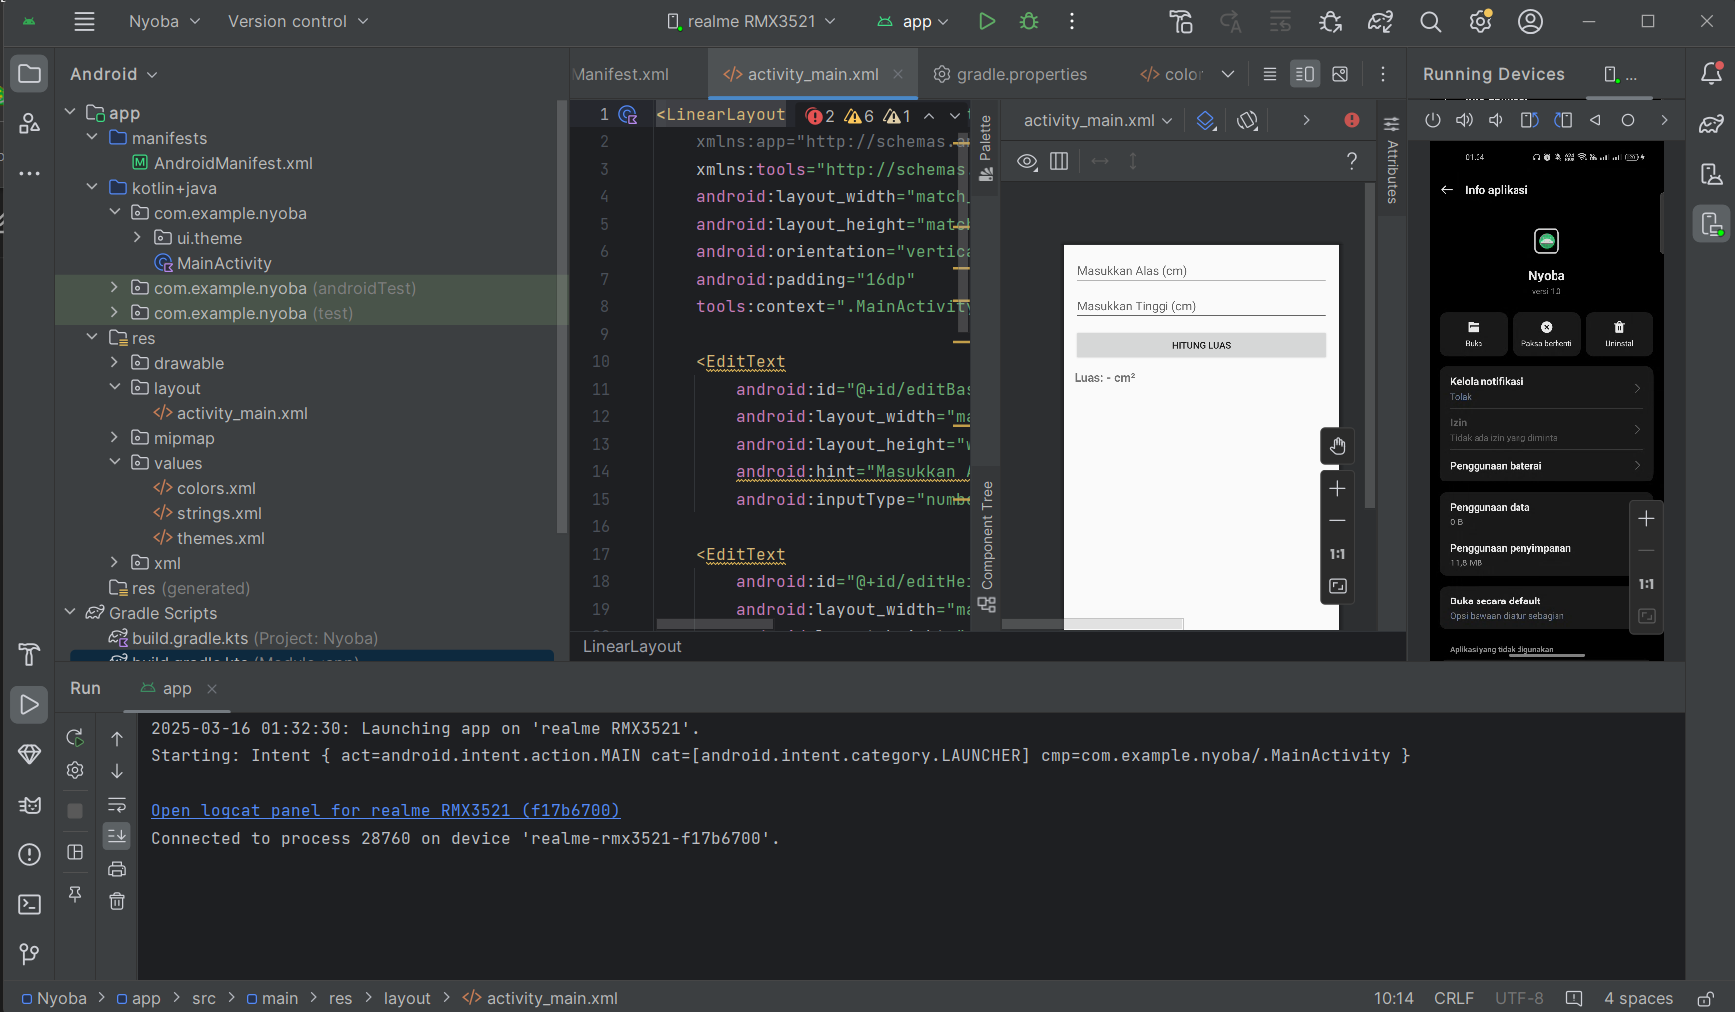 Nyoba
Version control
realme RMX3521
app
Android
app
manifests
AndroidManifest.xml
kotlin+java
com.example.nyoba
ui.theme
MainActivity
com.example.nyoba (androidTest)
com.example.nyoba (test)
res
drawable
layout
activity_main.xml
mipmap
values
colors.xml
strings.xml
themes.xml
xml
res (generated)
Gradle Scripts
build.gradle.kts (Project: Nyoba)
Manifest.xml
activity_main.xml
gradle.properties
color
1 <LinearLayout
2 6 1
2 xmlns:app="http://schemas.a
3 xmlns:tools="http://schemas.
4 android:layout_width="match_
5 android:layout_height="match
6 android:orientation="vertica
7 android:padding="16dp"
8 tools:context=".MainActivity
9
10 <EditText
11 android:id="@+id/editBas
12 android:layout_width="ma
13 android:layout_height="w
14 android:hint="Masukkan A
15 android:inputType="numbe
16
17 <EditText
18 android:id="@+id/editHei
19 android:layout_width="ma
LinearLayout
Palette
Component Tree
activity_main.xml
Attributes
Masukkan Alas (cm)
Masukkan Tinggi (cm)
HITUNG LUAS
Luas: - cm²
1:1
Running Devices
...
01.34
Info aplikasi
Nyoba
versi 1.0
Buka
Paksa berhenti
Uninstal
Kelola notifikasi
Tolak
Izin
Tidak ada izin yang diminta
Penggunaan baterai
Penggunaan data
0 B
Penggunaan penyimpanan
11,8 MB
Buka secara default
Opsi bawaan diatur sebagian
Aplikasi yang tidak digunakan
1:1
Run
app
2025-03-16 01:32:30: Launching app on 'realme RMX3521'.
Starting: Intent { act=android.intent.action.MAIN cat=[android.intent.category.LAUNCHER] cmp=com.example.nyoba/.MainActivity }
Open logcat panel for realme RMX3521 (f17b6700)
Connected to process 28760 on device 'realme-rmx3521-f17b6700'.
Nyoba > app > src > main > res > layout > activity_main.xml
10:14 CRLF UTF-8 4 spaces